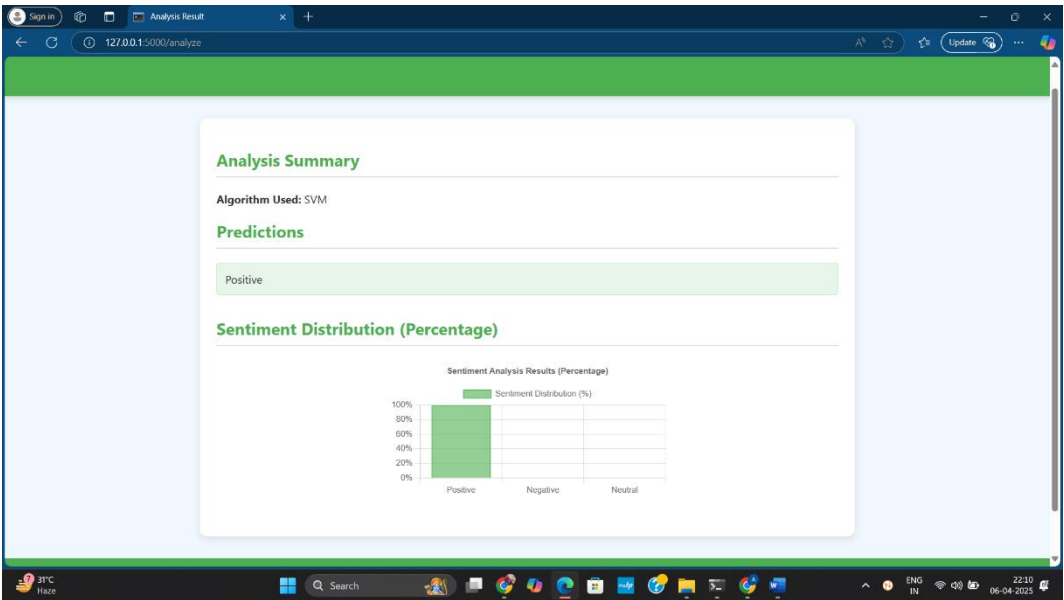 Sign in
Analysis Result
127.0.0.1:5000/analyze
Update
Analysis Summary
Algorithm Used: SVM
Predictions
Positive
Sentiment Distribution (Percentage)
Sentiment Analysis Results (Percentage)
Sentiment Distribution (%)
100%
80%
60%
40%
20%
0%
Positive Negative Neutral
31°C
Haze
Search
ENG
IN
22:10
06-04-2025